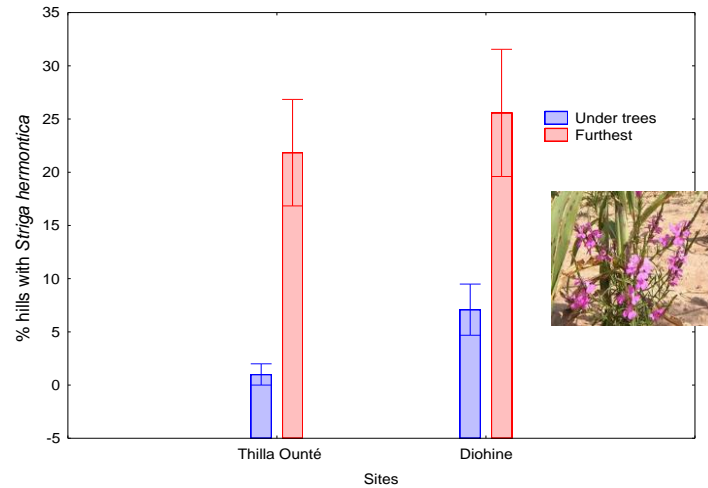 35
30
25
20
15
10
5
0
-5
% hills with Striga hermontica
Under trees
Furthest
Thilla Ounté
Diohine
Sites